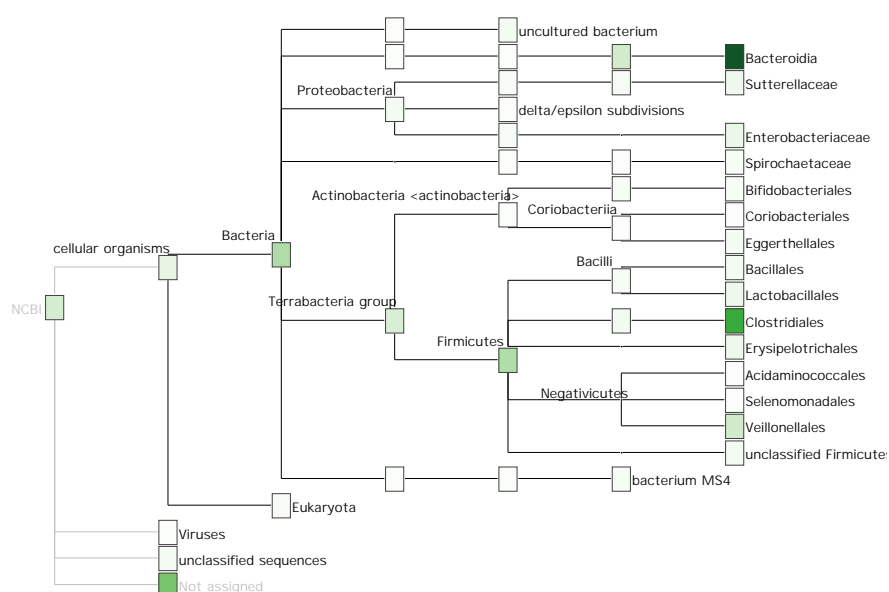 uncultured bacterium
Bacteroidia
Sutterellaceae
Proteobacteria
delta/epsilon subdivisions
Enterobacteriaceae
Spirochaetaceae
Bifidobacteriales
Actinobacteria <actinobacteria>
Coriobacteriia
Coriobacteriales
Bacteria
Eggerthellales
cellular organisms
Bacilli
Bacillales
Lactobacillales
Terrabacteria group
NCBI
Clostridiales
Firmicutes
Erysipelotrichales
Acidaminococcales
Negativicutes
Selenomonadales
Veillonellales
unclassified Firmicutes
bacterium MS4
Eukaryota
Viruses
unclassified sequences
Not assigned